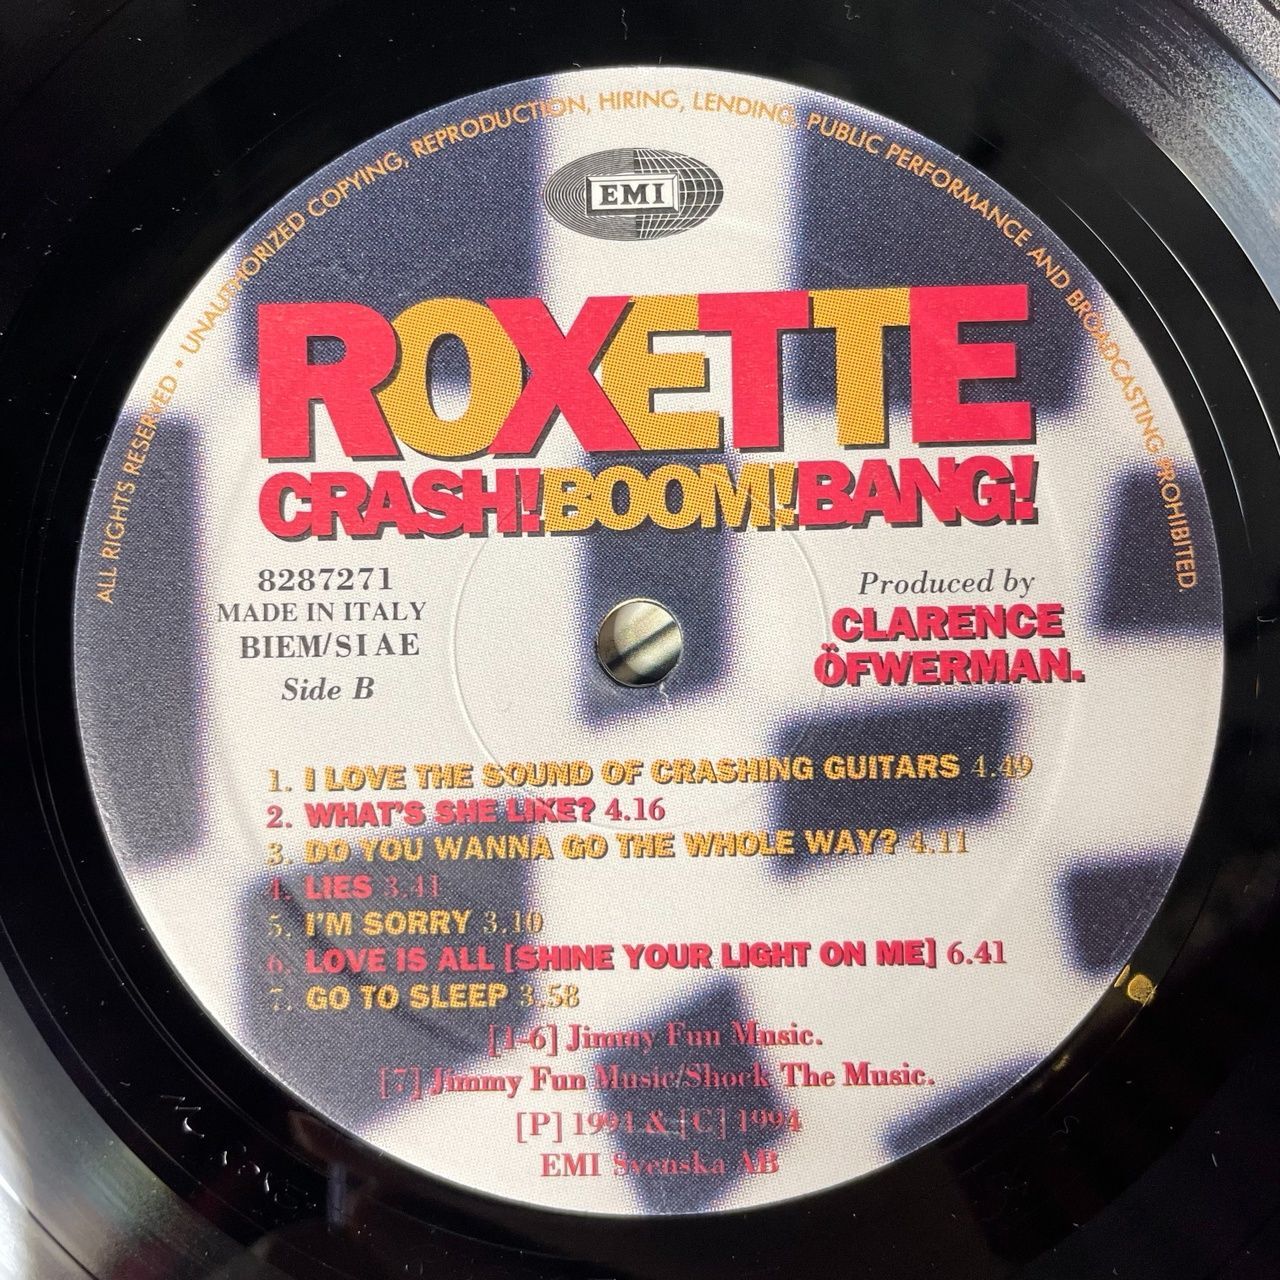 ALL RIGHTS RESERVED • UNAUTHORIZED COPYING, REPRODUCTION, HIRING, LENDING, PUBLIC PERFORMANCE AND BROADCASTING PROHIBITED.
EMI
ROXETTE
CRASH! BOOM! BANG!
8287271
MADE IN ITALY
BIEM/SIAE
Side B
Produced by
CLARENCE
ÖFWERMAN.
1. I LOVE THE SOUND OF CRASHING GUITARS 4.49
2. WHAT'S SHE LIKE? 4.16
3. DO YOU WANNA GO THE WHOLE WAY? 4.11
4. LIES 3.41
5. I'M SORRY 3.10
6. LOVE IS ALL [SHINE YOUR LIGHT ON ME] 6.41
7. GO TO SLEEP 3.58
[1-6] Jimmy Fun Music.
[7] Jimmy Fun Music/Shock The Music.
[P] 1994 & [C] 1994
EMI Svenska AB